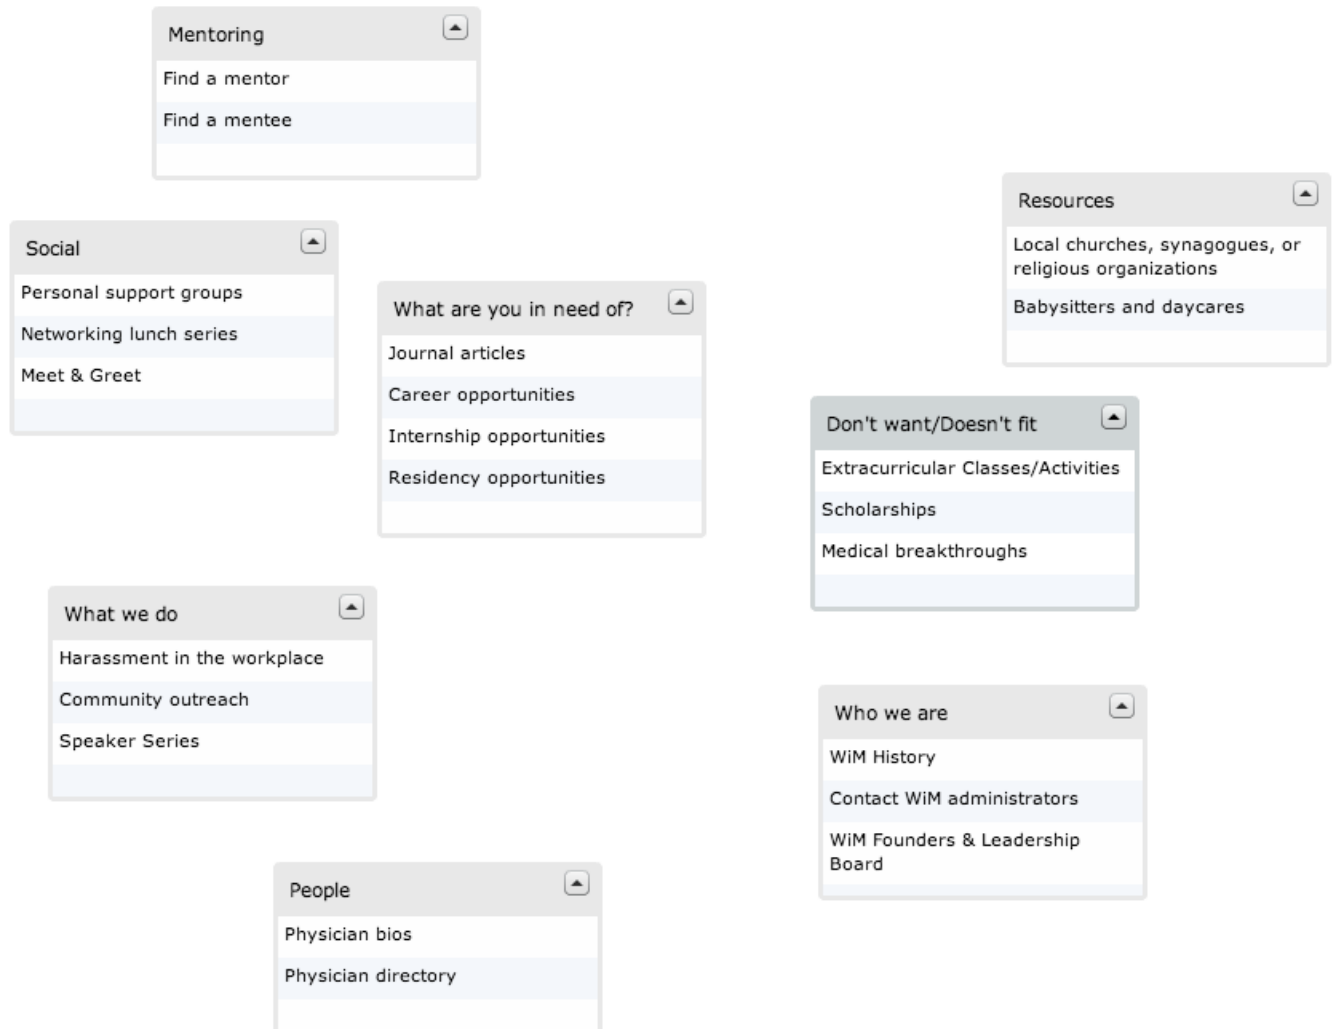 Mentoring
Find a mentor
Find a mentee
Resources
Local churches, synagogues, or
religious organizations
Babysitters and daycares
Social
Personal support groups
Networking lunch series
Meet & Greet
What are you in need of?
Journal articles
Career opportunities
Internship opportunities
Residency opportunities
Don't want/Doesn't fit
Extracurricular Classes/Activities
Scholarships
Medical breakthroughs
What we do
Harassment in the workplace
Community outreach
Speaker Series
Who we are
WiM History
Contact WiM administrators
WiM Founders & Leadership
Board
People
Physician bios
Physician directory